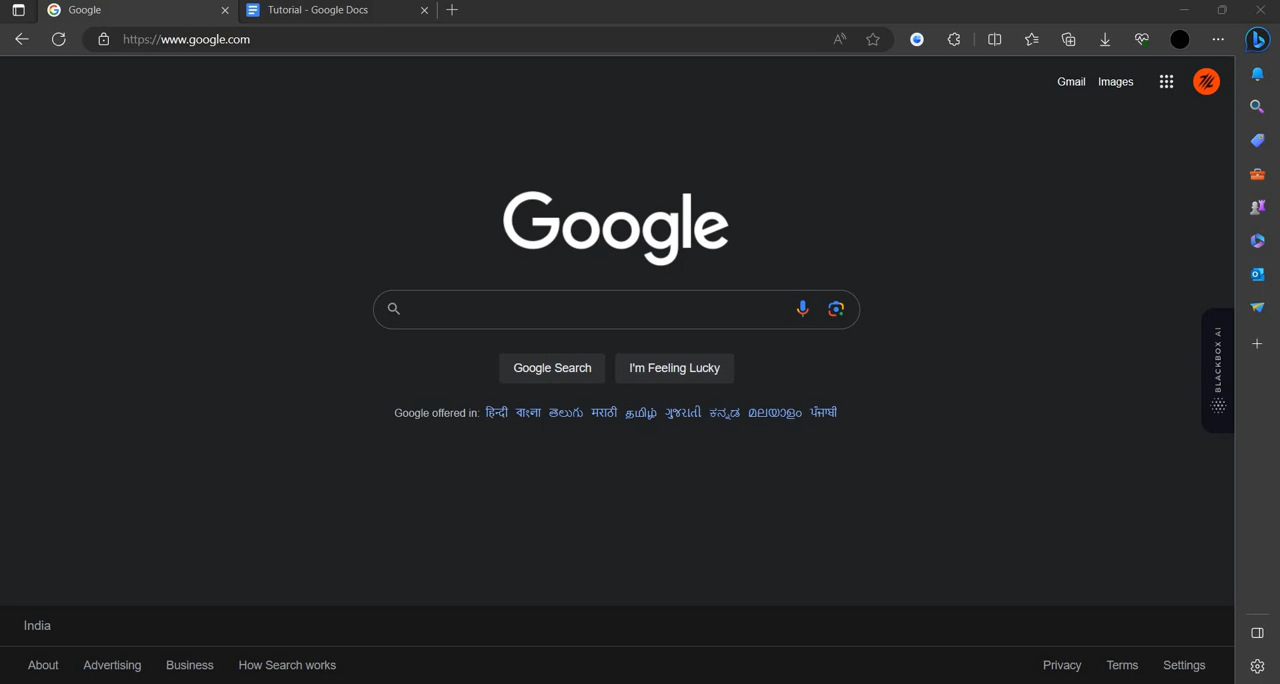 Google
Tutorial - Google Docs
https://www.google.com
Gmail Images
Google
BLACKBOX AI
Google Search I'm Feeling Lucky
Google offered in: हिन्दी বাংলা తెలుగు मराठी தமிழ் ગુજરાતી ಕನ್ನಡ മലയാളം ਪੰਜਾਬੀ
India
About Advertising Business How Search works Privacy Terms Settings